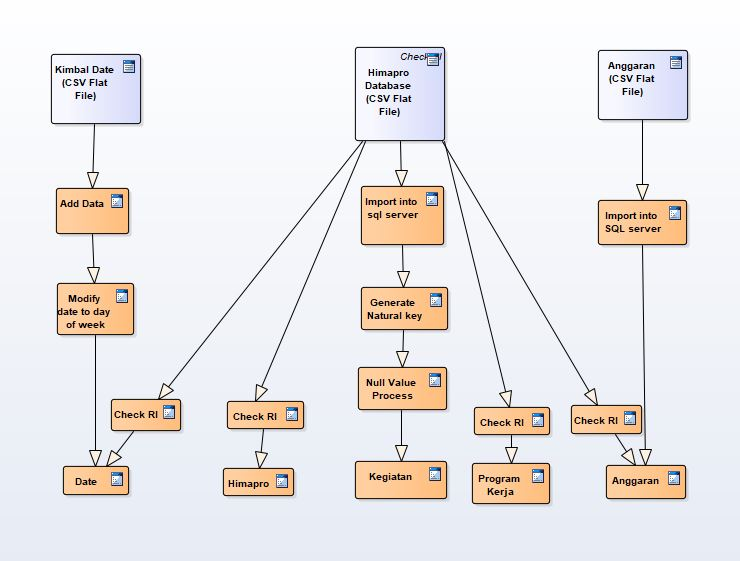 Kimbal Date
(CSV Flat
File)
Himapro
Database
(CSV Flat
File)
Anggaran
(CSV Flat
File)
Add Data
Import into
sql server
Import into
SQL server
Modify
date to day
of week
Generate
Natural key
Null Value
Process
Check RI
Check RI
Check RI
Check RI
Date
Himapro
Kegiatan
Program
Kerja
Anggaran